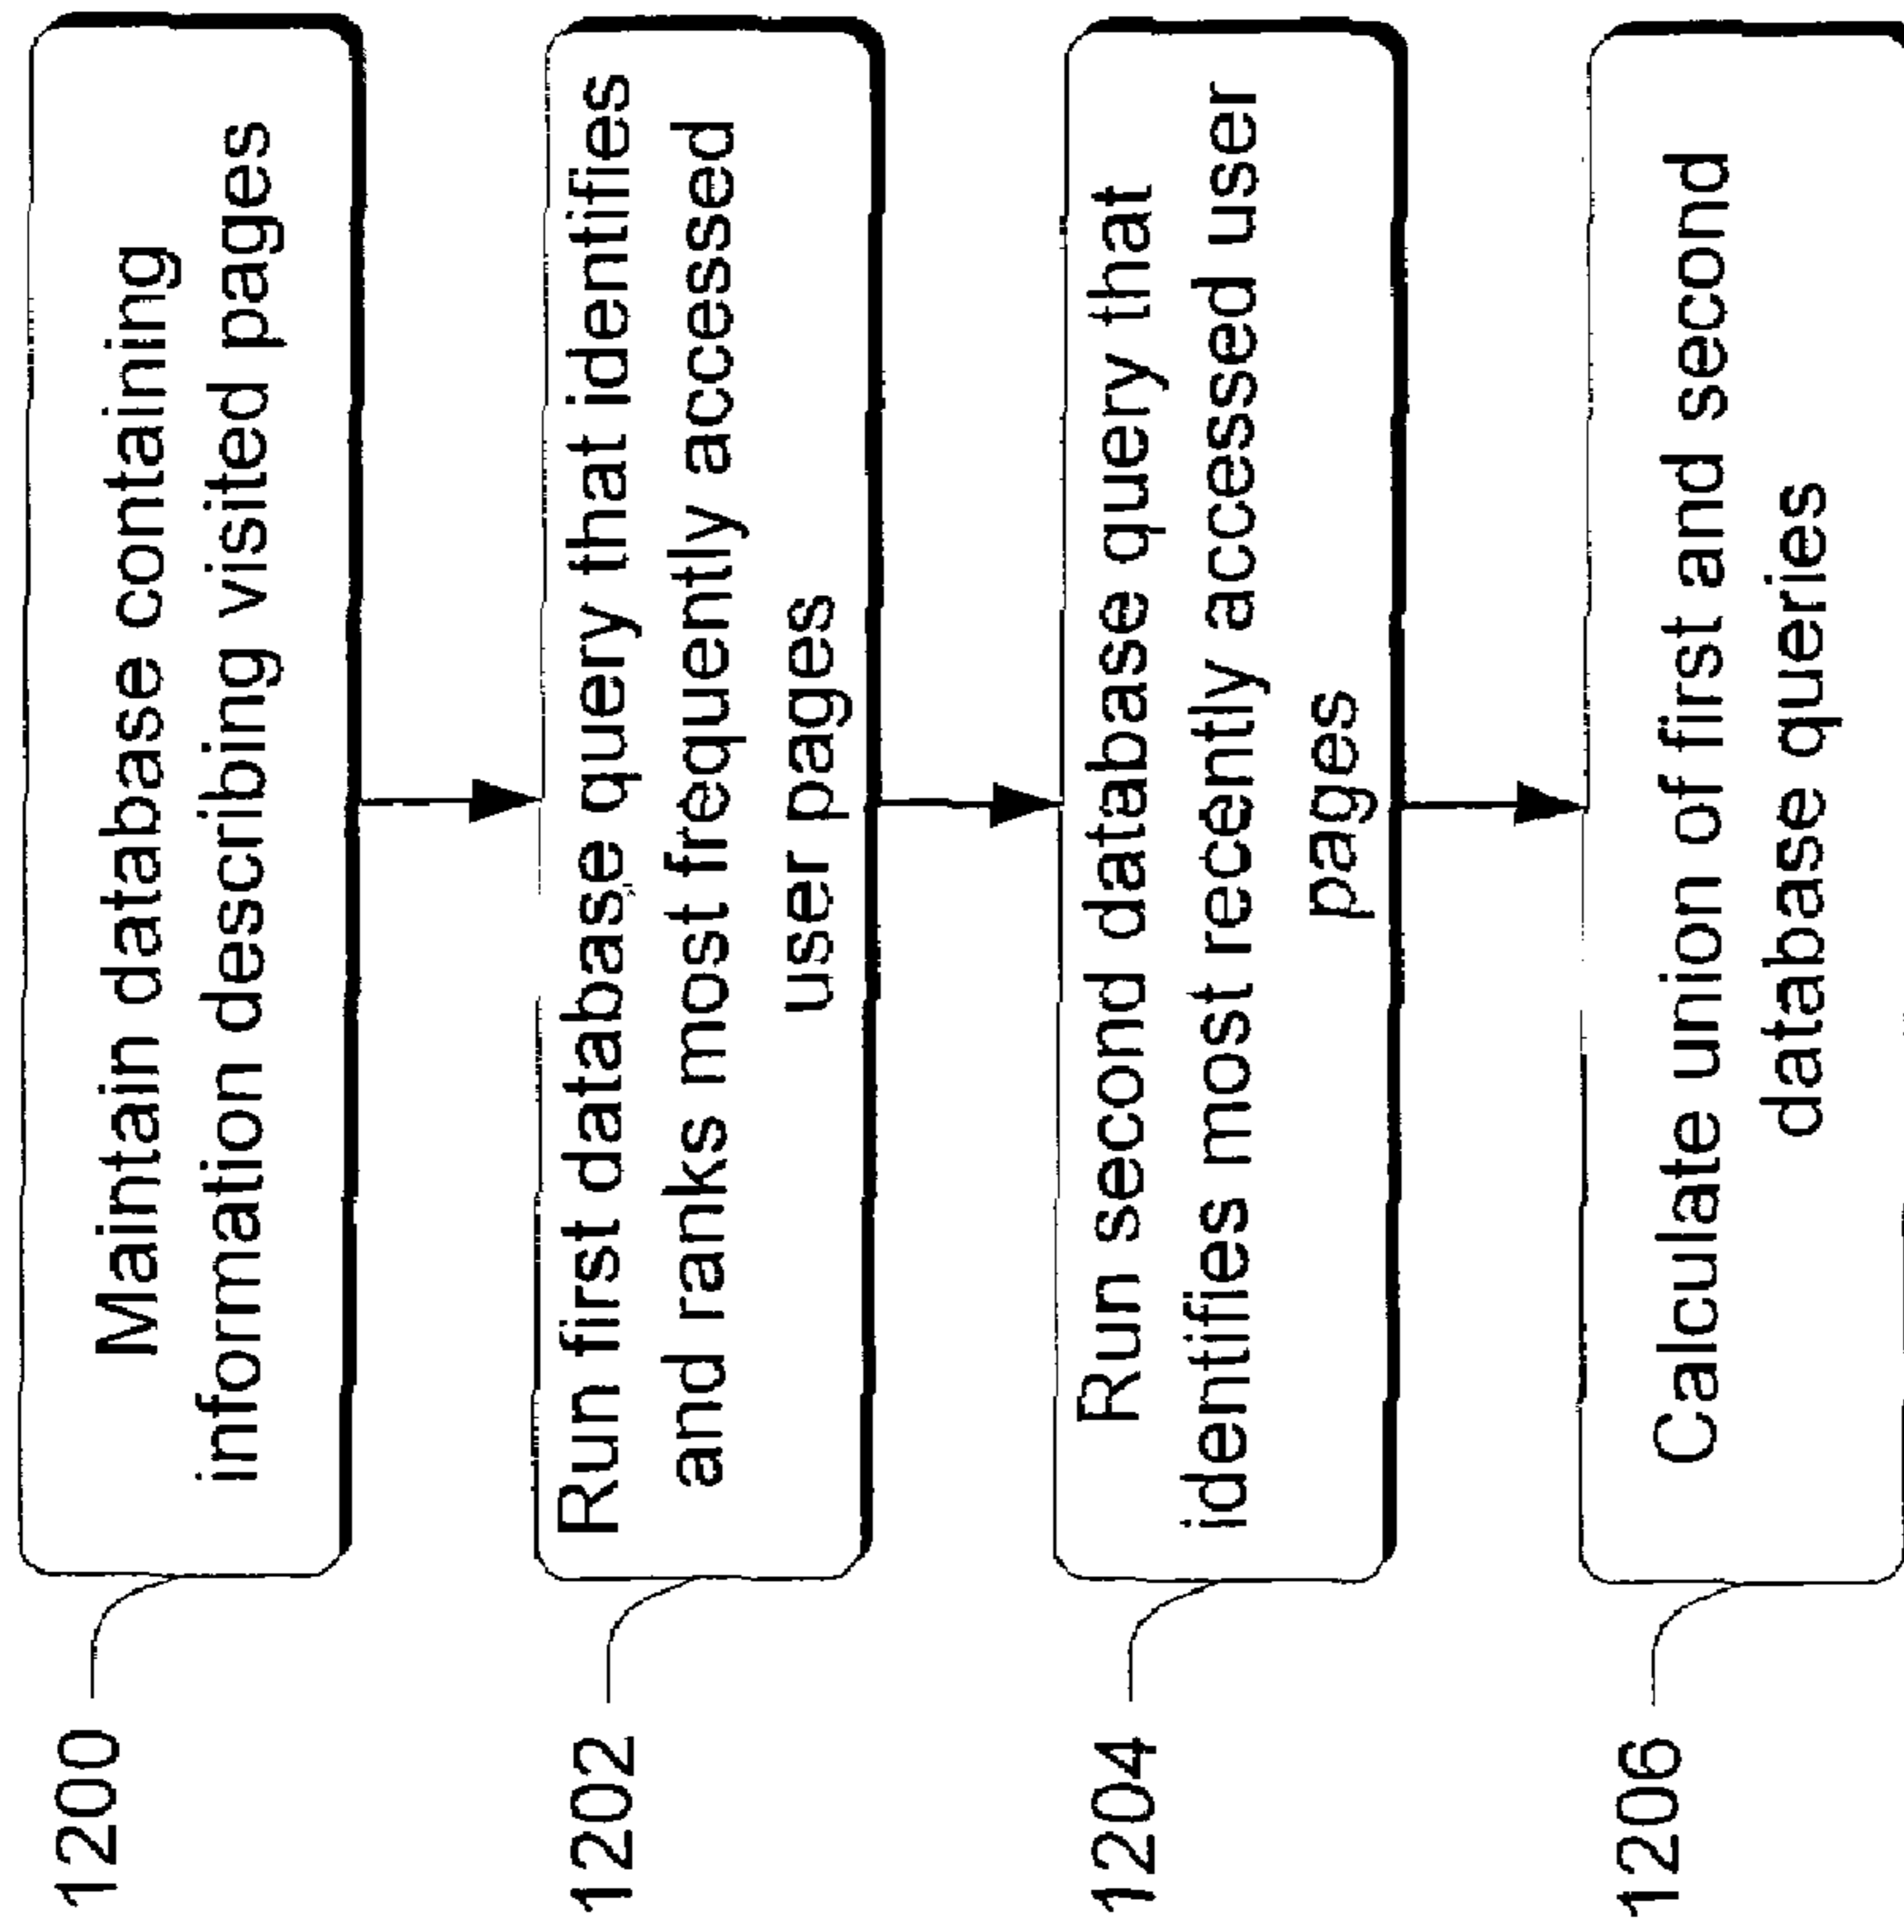 1200
Maintain database containing
information describing visited pages
1202
Run first database query that identifies
and ranks most frequently accessed
user pages
1204
Run second database query that
identifies most recently accessed user
pages
1206
Calculate union of first and second
database queries